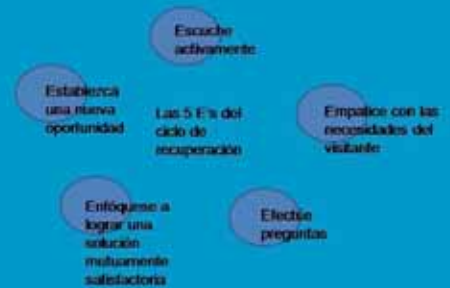 Escuche
activamente
Establezca
una nueva
oportunidad
Las 5 E's del
ciclo de
recuperación
Empatice con las
necesidades del
visitante
Enfóquese a
lograr una
solución
mutuamente
satisfactoria
Efectúe
preguntas